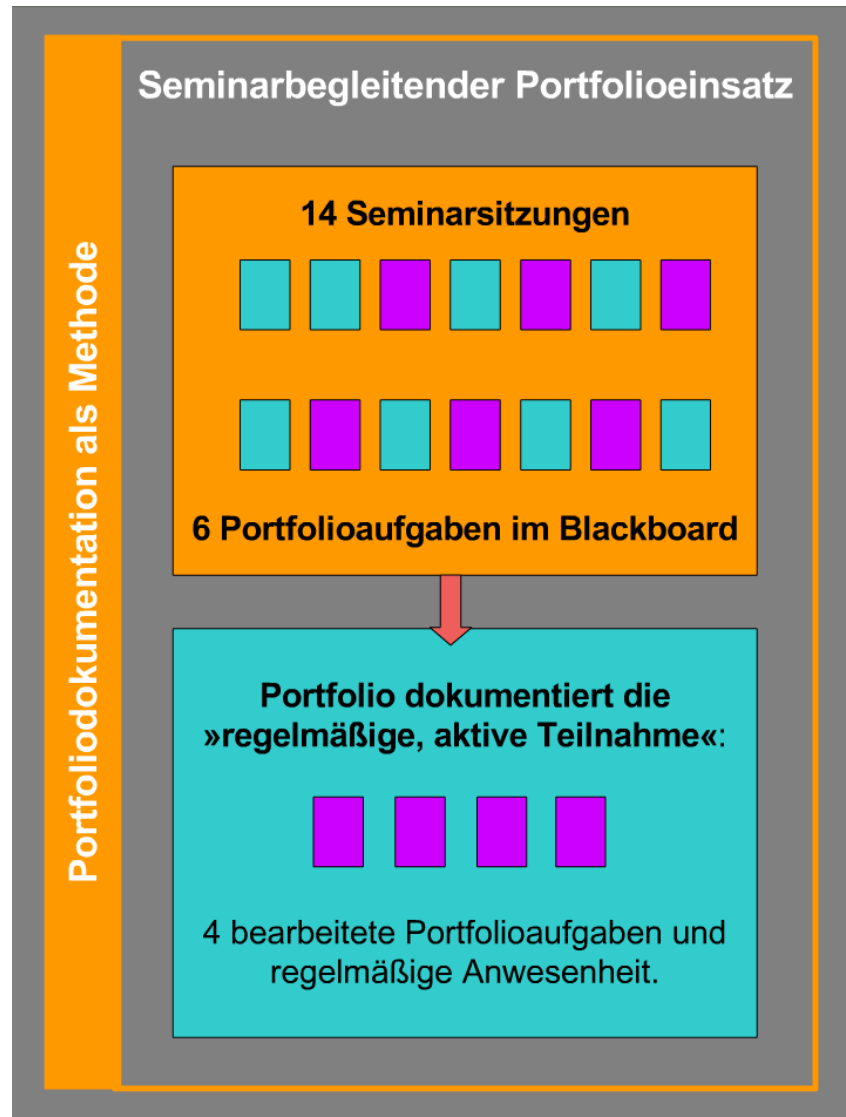 Seminarbegleitender Portfolioeinsatz
Portfoliodokumentation als Methode
14 Seminarsitzungen
6 Portfolioaufgaben im Blackboard
Portfolio dokumentiert die
»regelmäßige, aktive Teilnahme«:
4 bearbeitete Portfolioaufgaben und
regelmäßige Anwesenheit.